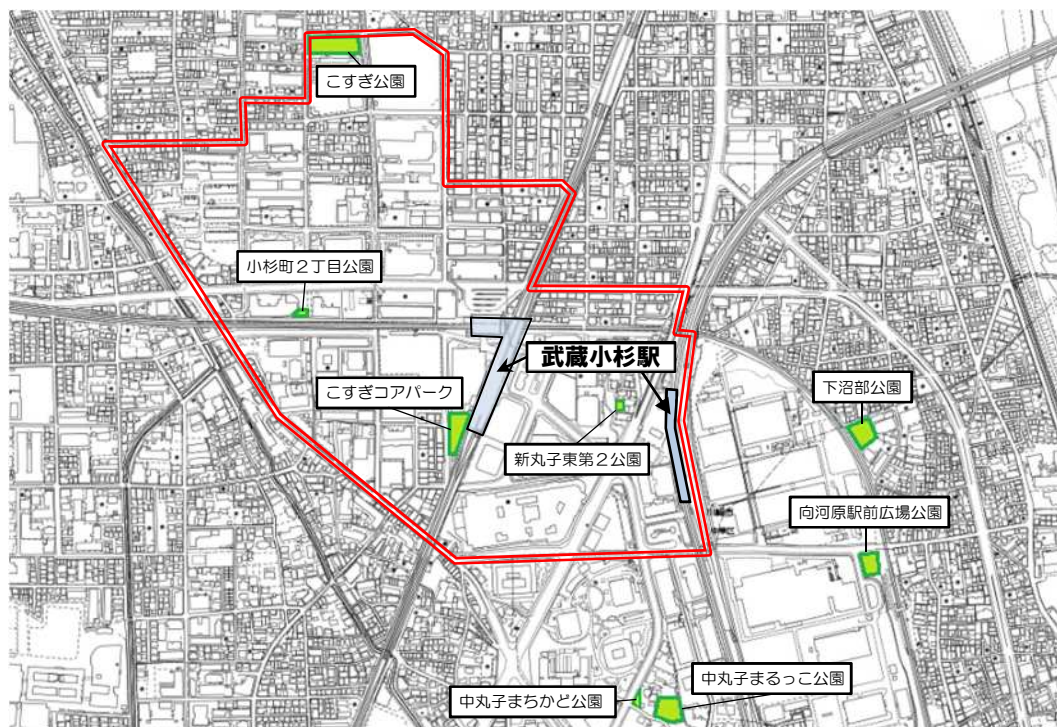 こすぎ公園
小杉町２丁目公園
武蔵小杉駅
こすぎコアパーク
下沼部公園
新丸子東第２公園
向河原駅前広場公園
中丸子まちかど公園
中丸子まるっこ公園